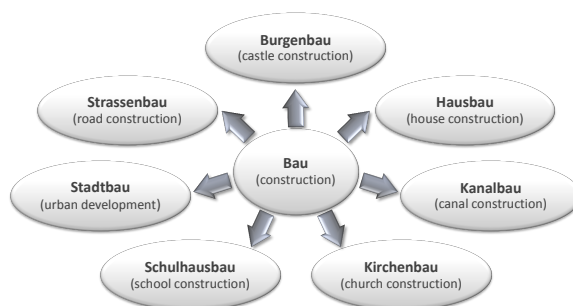 Burgenbau
(castle construction)
Strassenbau
(road construction)
Hausbau
(house construction)
Bau
(construction)
Stadtbau
(urban development)
Kanalbau
(canal construction)
Schulhausbau
(school construction)
Kirchenbau
(church construction)